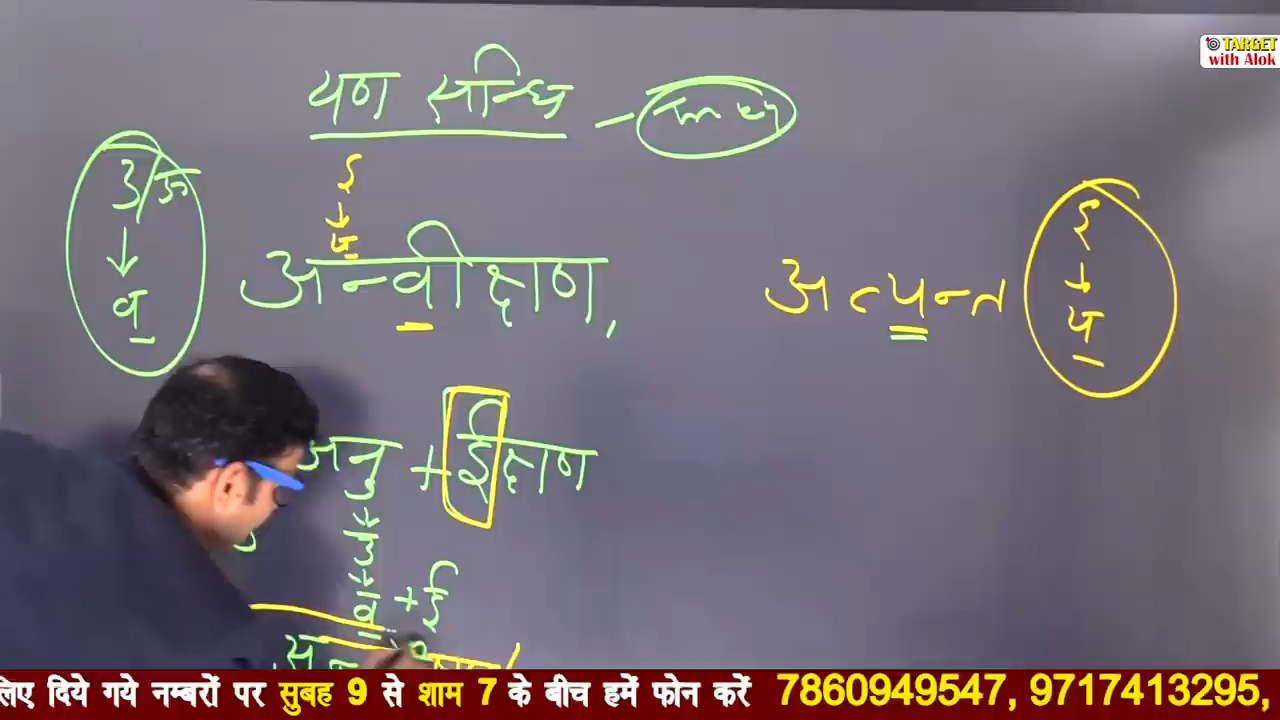 TARGET
with Alok
यण सन्धि –
इ
उ/ऊ ↓ इ
↓ य ↓
व अन्वीक्षण, अत्यन्त य
अनु + ईक्षण
↓
उ
↓
व + ई
लिए दिये गये नम्बरों पर सुबह 9 से शाम 7 के बीच हमें फोन करें 7860949547, 9717413295,